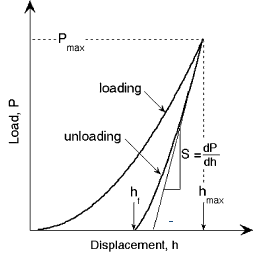 P max
loading
unloading
S = dP
dh
h f
h max
Load, P
Displacement, h